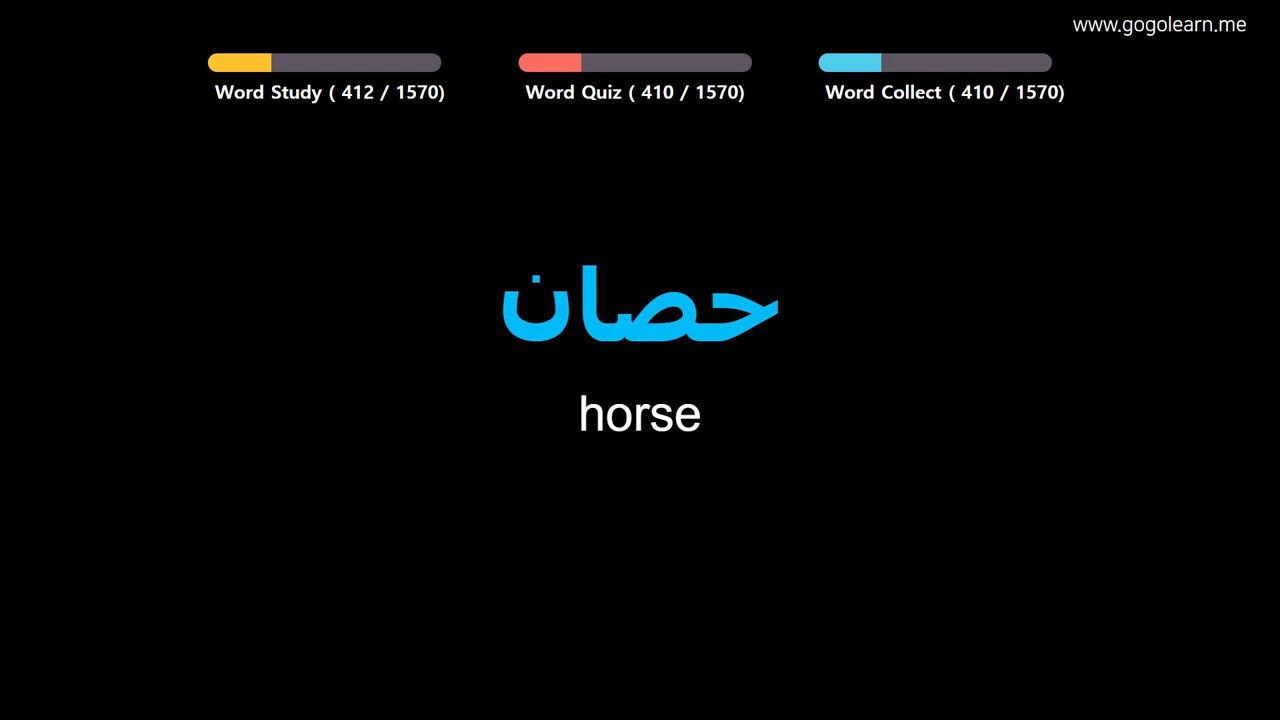 www.gogolearn.me
Word Study ( 412 / 1570)
Word Quiz ( 410 / 1570)
Word Collect ( 410 / 1570)
حصان
horse